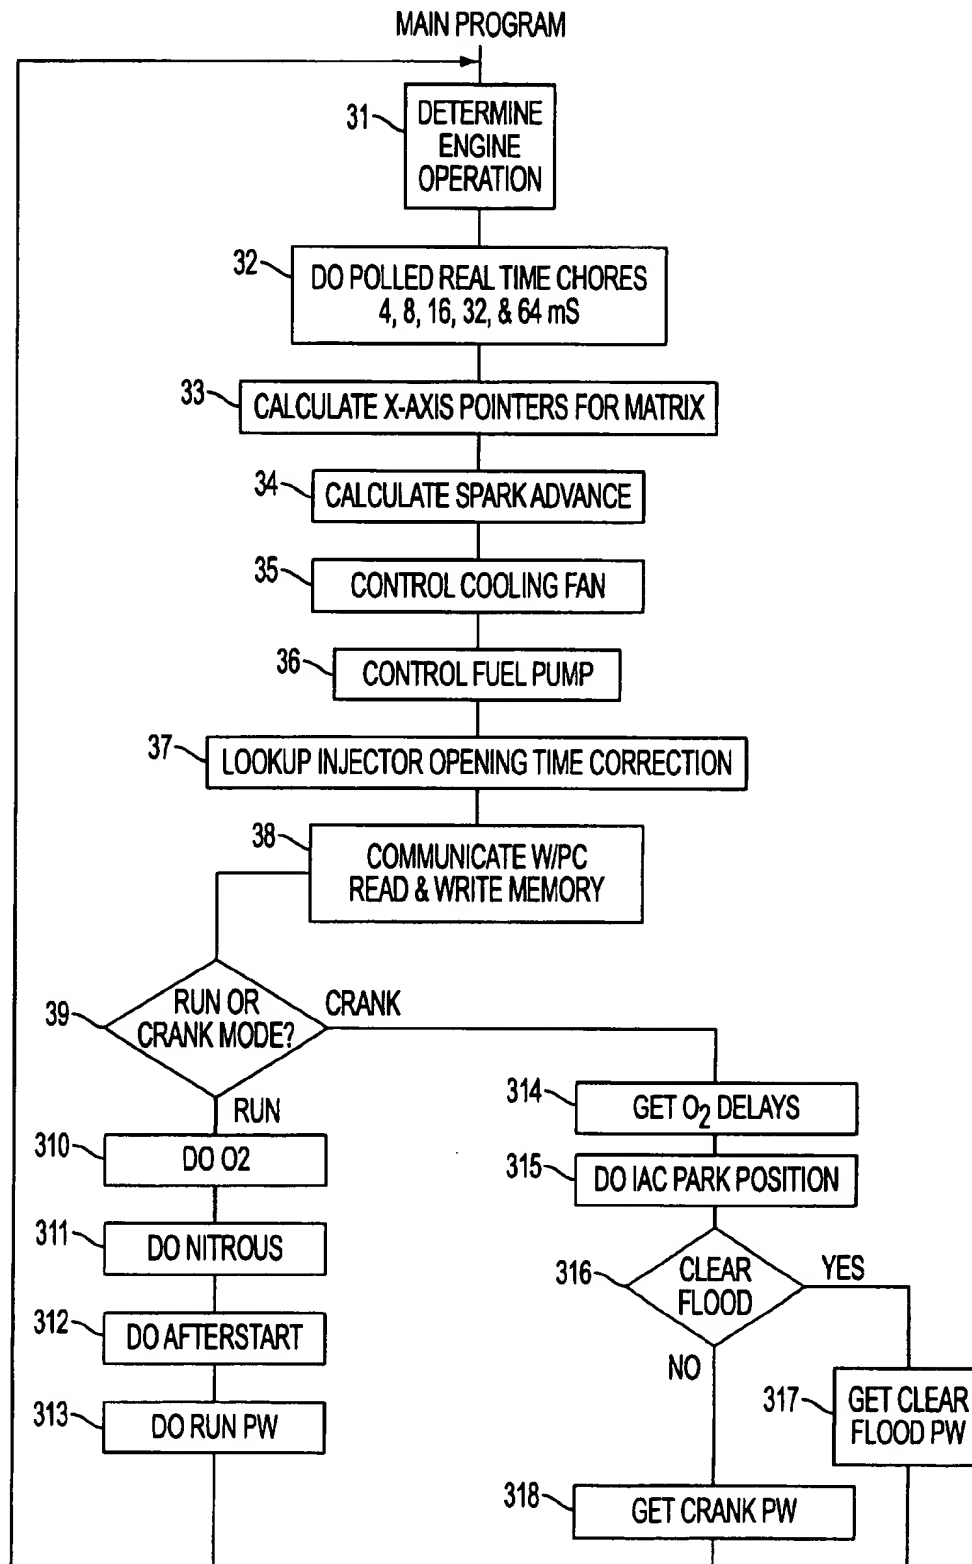 MAIN PROGRAM
31
DETERMINE
ENGINE
OPERATION
32
DO POLLED REAL TIME CHORES
4, 8, 16, 32, & 64 mS
33
CALCULATE X-AXIS POINTERS FOR MATRIX
34
CALCULATE SPARK ADVANCE
35
CONTROL COOLING FAN
36
CONTROL FUEL PUMP
37
LOOKUP INJECTOR OPENING TIME CORRECTION
38
COMMUNICATE W/PC
READ & WRITE MEMORY
39
RUN OR
CRANK MODE?
CRANK
RUN
310
DO O2
311
DO NITROUS
312
DO AFTERSTART
313
DO RUN PW
314
GET O2 DELAYS
315
DO IAC PARK POSITION
316
CLEAR
FLOOD
YES
NO
317
GET CLEAR
FLOOD PW
318
GET CRANK PW